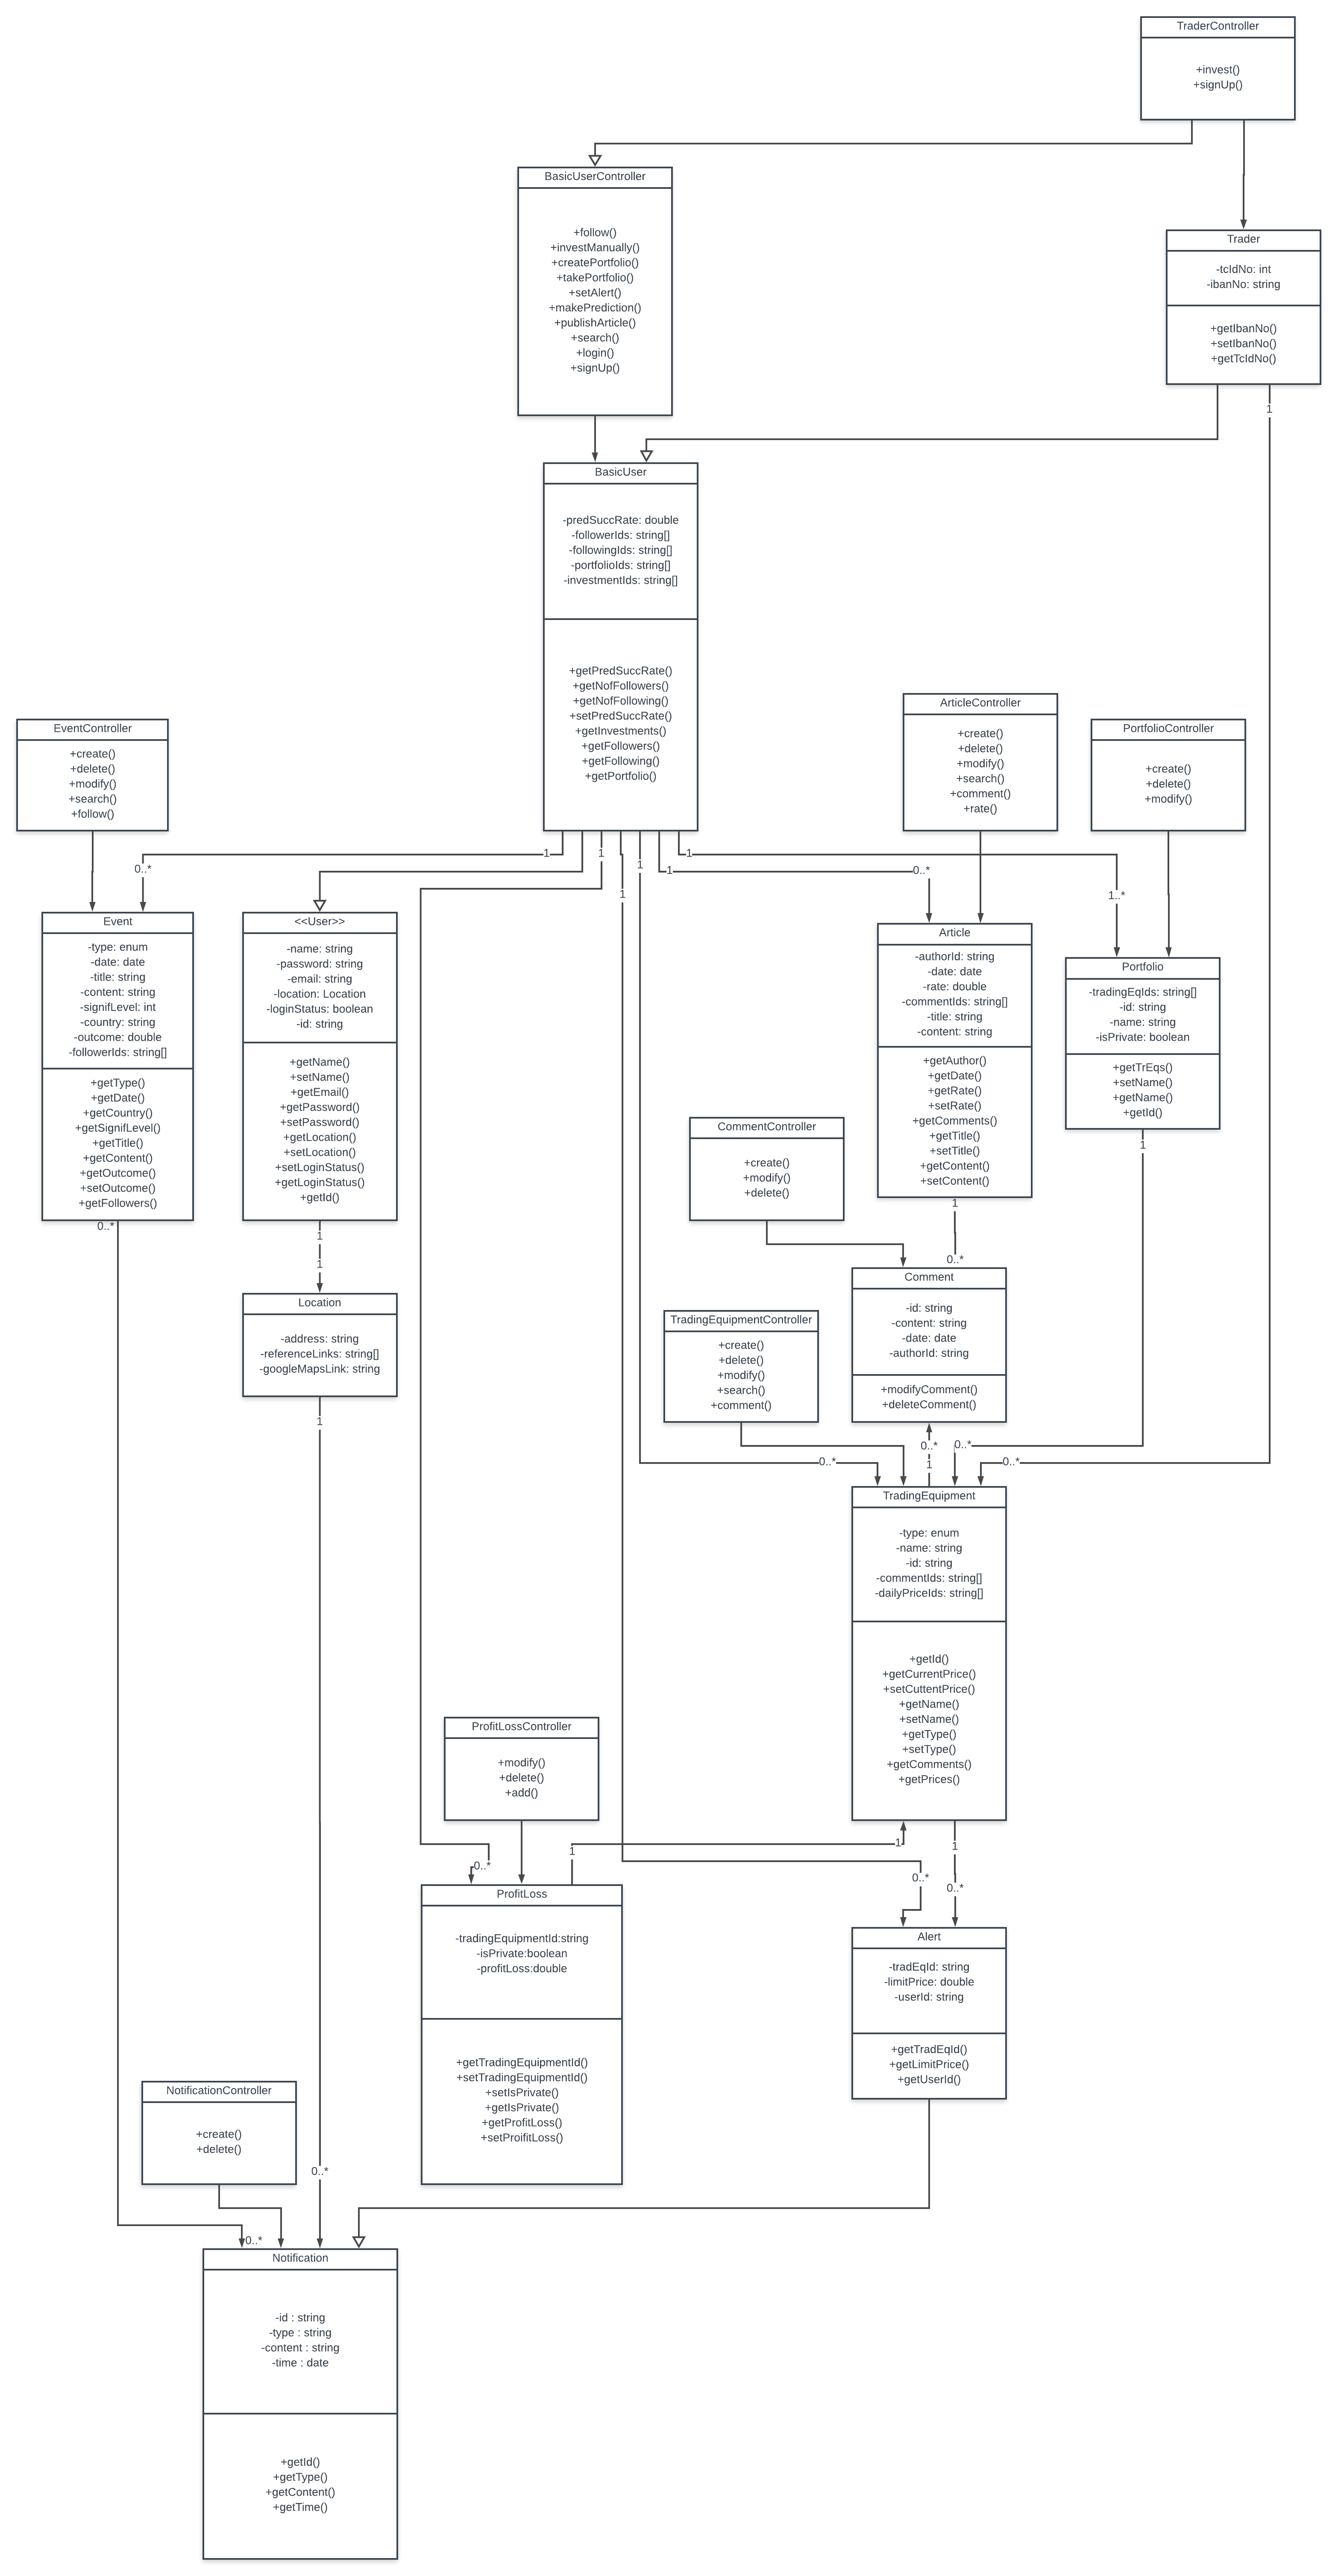 TraderController
+invest()
+signUp()
BasicUserController
+follow()
+investManually()
+createPortfolio()
+takePortfolio()
+setAlert()
+makePrediction()
+publishArticle()
+search()
+login()
+signUp()
Trader
-tcIdNo: int
-ibanNo: string
+getIbanNo()
+setIbanNo()
+getTcIdNo()
1
BasicUser
-predSuccRate: double
-followerIds: string[]
-followingIds: string[]
-portfolioIds: string[]
-investmentIds: string[]
+getPredSuccRate()
+getNofFollowers()
+getNofFollowing()
+setPredSuccRate()
+getInvestments()
+getFollowers()
+getFollowing()
+getPortfolio()
EventController
+create()
+delete()
+modify()
+search()
+follow()
ArticleController
+create()
+delete()
+modify()
+search()
+comment()
+rate()
PortfolioController
+create()
+delete()
+modify()
1
1
1
1
0..*
1
0..*
1
1..*
Event
-type: enum
-date: date
-title: string
-content: string
-signifLevel: int
-country: string
-outcome: double
-followerIds: string[]
+getType()
+getDate()
+getCountry()
+getSignifLevel()
+getTitle()
+getContent()
+getOutcome()
+setOutcome()
+getFollowers()
0..*
<<User>>
-name: string
-password: string
-email: string
-location: Location
-loginStatus: boolean
-id: string
+getName()
+setName()
+getEmail()
+getPassword()
+setPassword()
+getLocation()
+setLocation()
+setLoginStatus()
+getLoginStatus()
+getId()
1
1
Article
-authorId: string
-date: date
-rate: double
-commentIds: string[]
-title: string
-content: string
+getAuthor()
+getDate()
+getRate()
+setRate()
+getComments()
+getTitle()
+setTitle()
+getContent()
+setContent()
1
0..*
Portfolio
-tradingEqIds: string[]
-id: string
-name: string
-isPrivate: boolean
+getTrEqs()
+setName()
+getName()
+getId()
1
CommentController
+create()
+modify()
+delete()
Comment
-id: string
-content: string
-date: date
-authorId: string
+modifyComment()
+deleteComment()
Location
-address: string
-referenceLinks: string[]
-googleMapsLink: string
1
TradingEquipmentController
+create()
+delete()
+modify()
+search()
+comment()
0..*
0..*
0..*
1
0..*
TradingEquipment
-type: enum
-name: string
-id: string
-commentIds: string[]
-dailyPriceIds: string[]
+getId()
+getCurrentPrice()
+setCuttentPrice()
+getName()
+setName()
+getType()
+setType()
+getComments()
+getPrices()
ProfitLossController
+modify()
+delete()
+add()
1
1
1
0..*
0..*
0..*
ProfitLoss
-tradingEquipmentId:string
-isPrivate:boolean
-profitLoss:double
+getTradingEquipmentId()
+setTradingEquipmentId()
+setIsPrivate()
+getIsPrivate()
+getProfitLoss()
+setProifitLoss()
Alert
-tradEqId: string
-limitPrice: double
-userId: string
+getTradEqId()
+getLimitPrice()
+getUserId()
NotificationController
+create()
+delete()
0..*
0..*
Notification
-id : string
-type : string
-content : string
-time : date
+getId()
+getType()
+getContent()
+getTime()